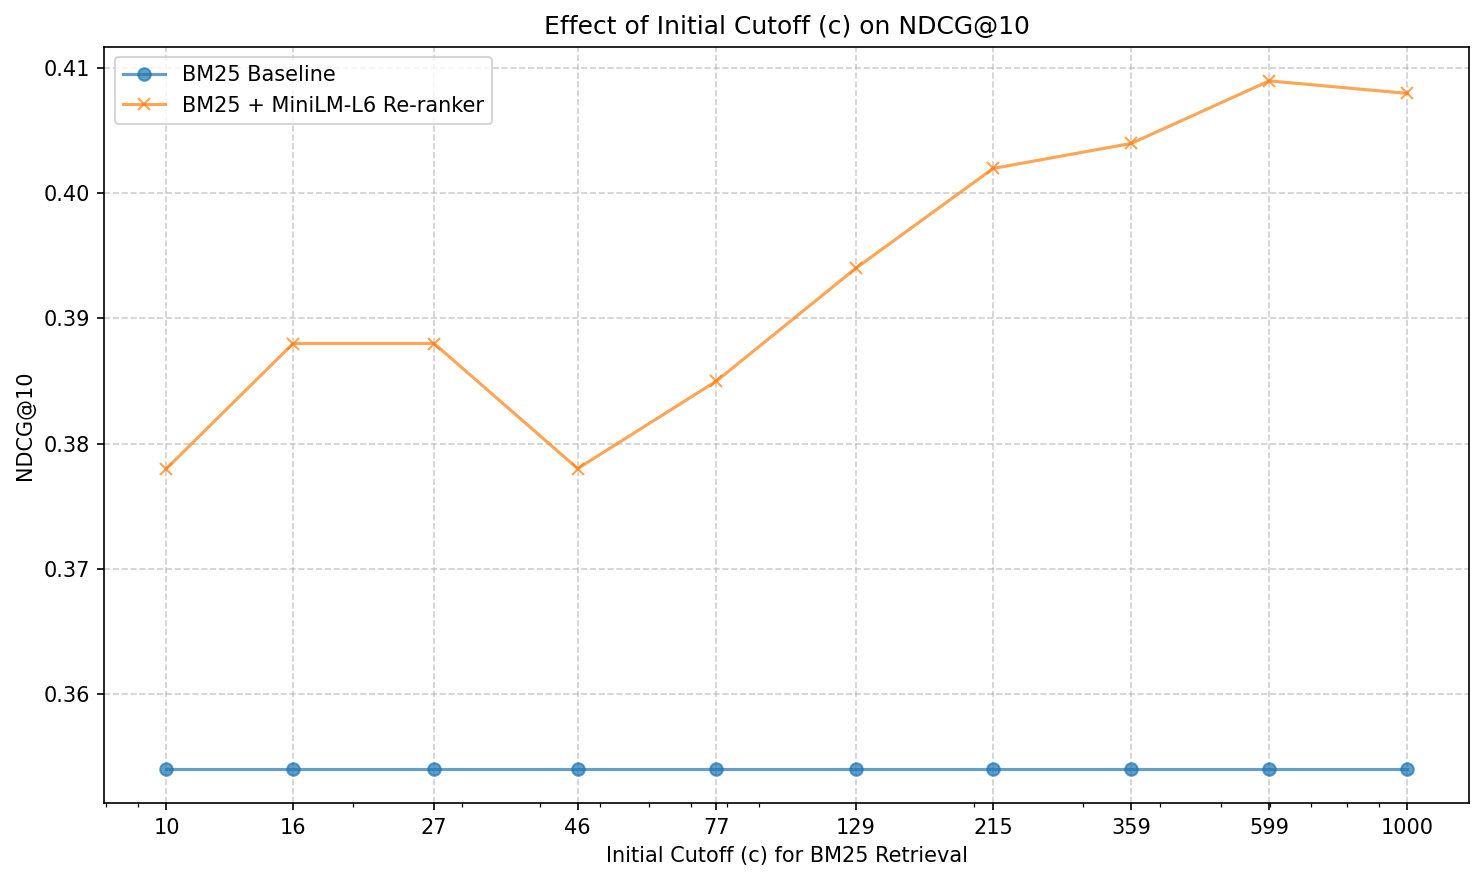 Effect of Initial Cutoff (c) on NDCG@10
BM25 Baseline
BM25 + MiniLM-L6 Re-ranker
NDCG@10
0.41
0.40
0.39
0.38
0.37
0.36
10 16 27 46 77 129 215 359 599 1000
Initial Cutoff (c) for BM25 Retrieval